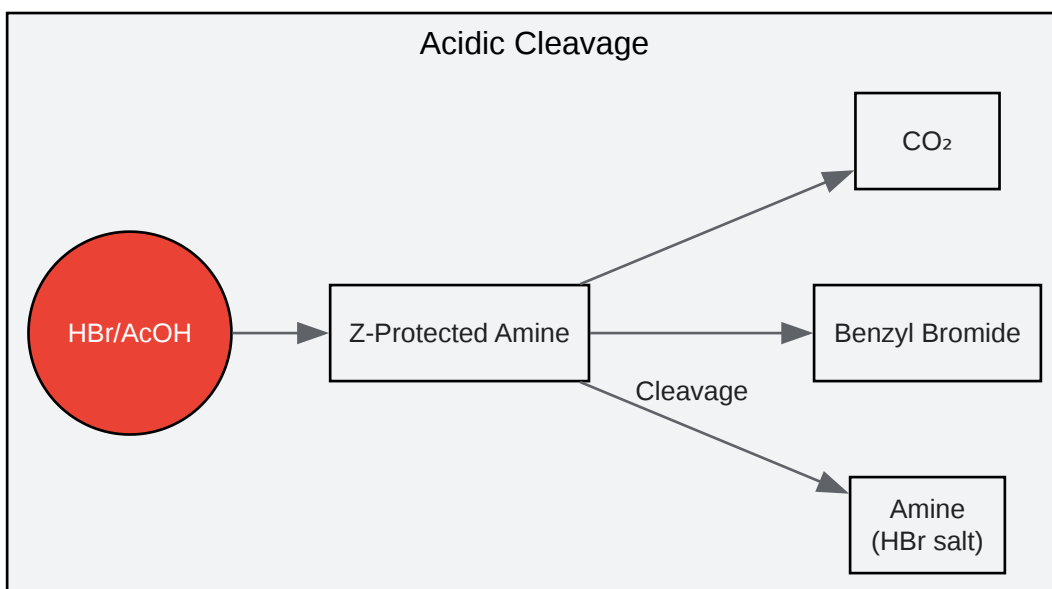 Acidic Cleavage
CO₂
HBr/AcOH
Z-Protected Amine
Benzyl Bromide
Cleavage
Amine
(HBr salt)